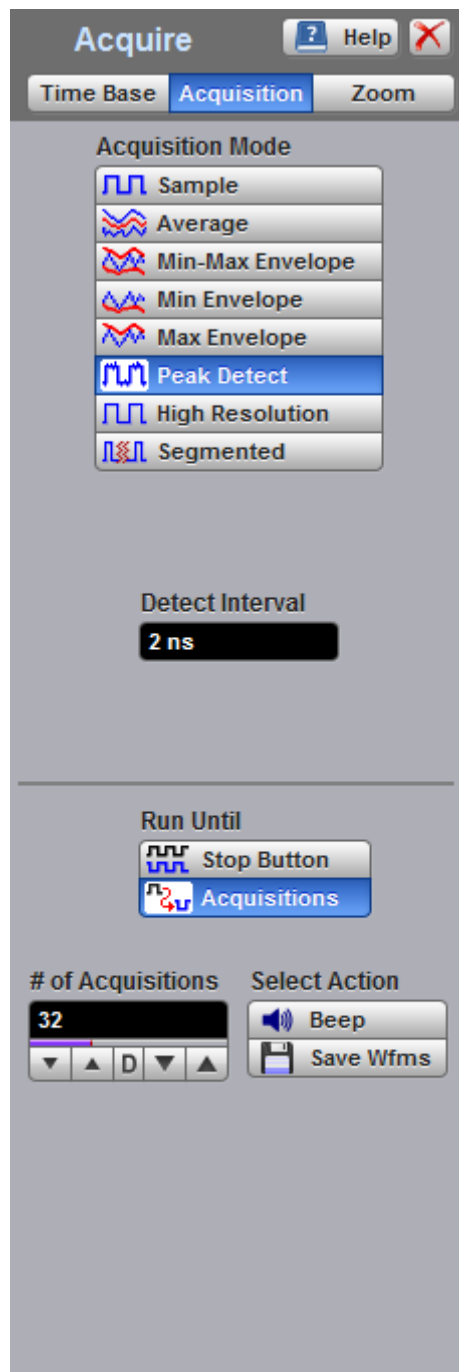 Acquire
? Help
Time Base Acquisition Zoom
Acquisition Mode
Sample
Average
Min-Max Envelope
Min Envelope
Max Envelope
Peak Detect
High Resolution
Segmented
Detect Interval
2 ns
Run Until
Stop Button
Acquisitions
# of Acquisitions Select Action
32 Beep
D Save Wfms